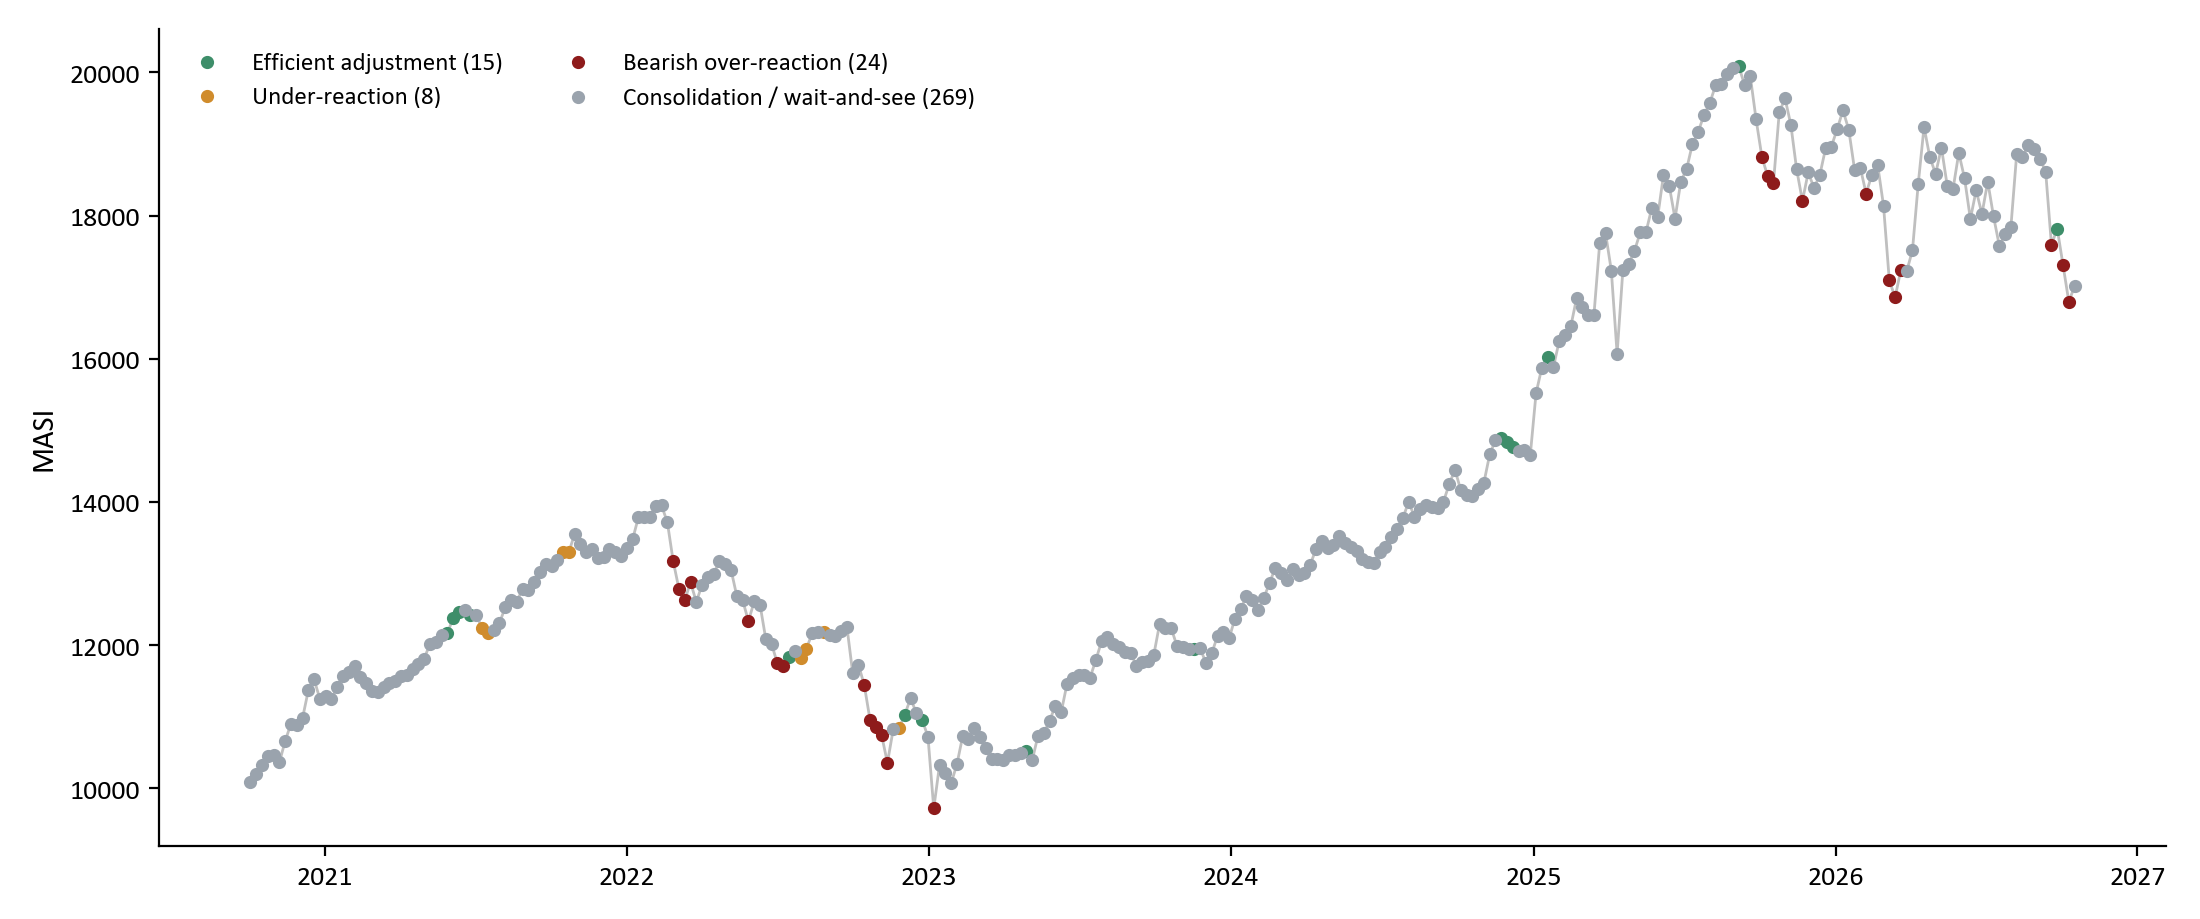 Efficient adjustment (15)
Under-reaction (8)
Bearish over-reaction (24)
Consolidation / wait-and-see (269)
MASI
20000
18000
16000
14000
12000
10000
2021
2022
2023
2024
2025
2026
2027